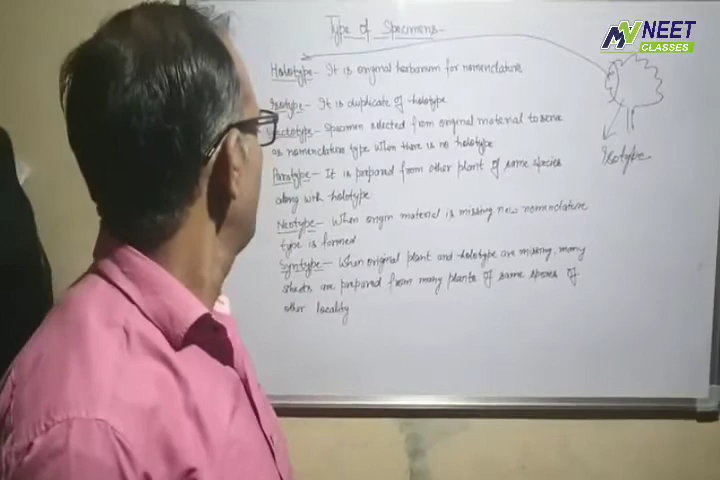 MV NEET
CLASSES
Type of Specimens
Holotype - It is original herbarium for nomenclature
Isotype - It is duplicate of holotype
Lectotype - Specimen selected from original material to serve
as nomenclature type when there is no holotype
Paratype - It is prepared from other plant of same species
along with holotype
Neotype - When origin material is missing new nomenclature
type is formed
Syntype - When original plant and holotype are missing, many
sheets are prepared from many plants of same species of
other locality
Isotype